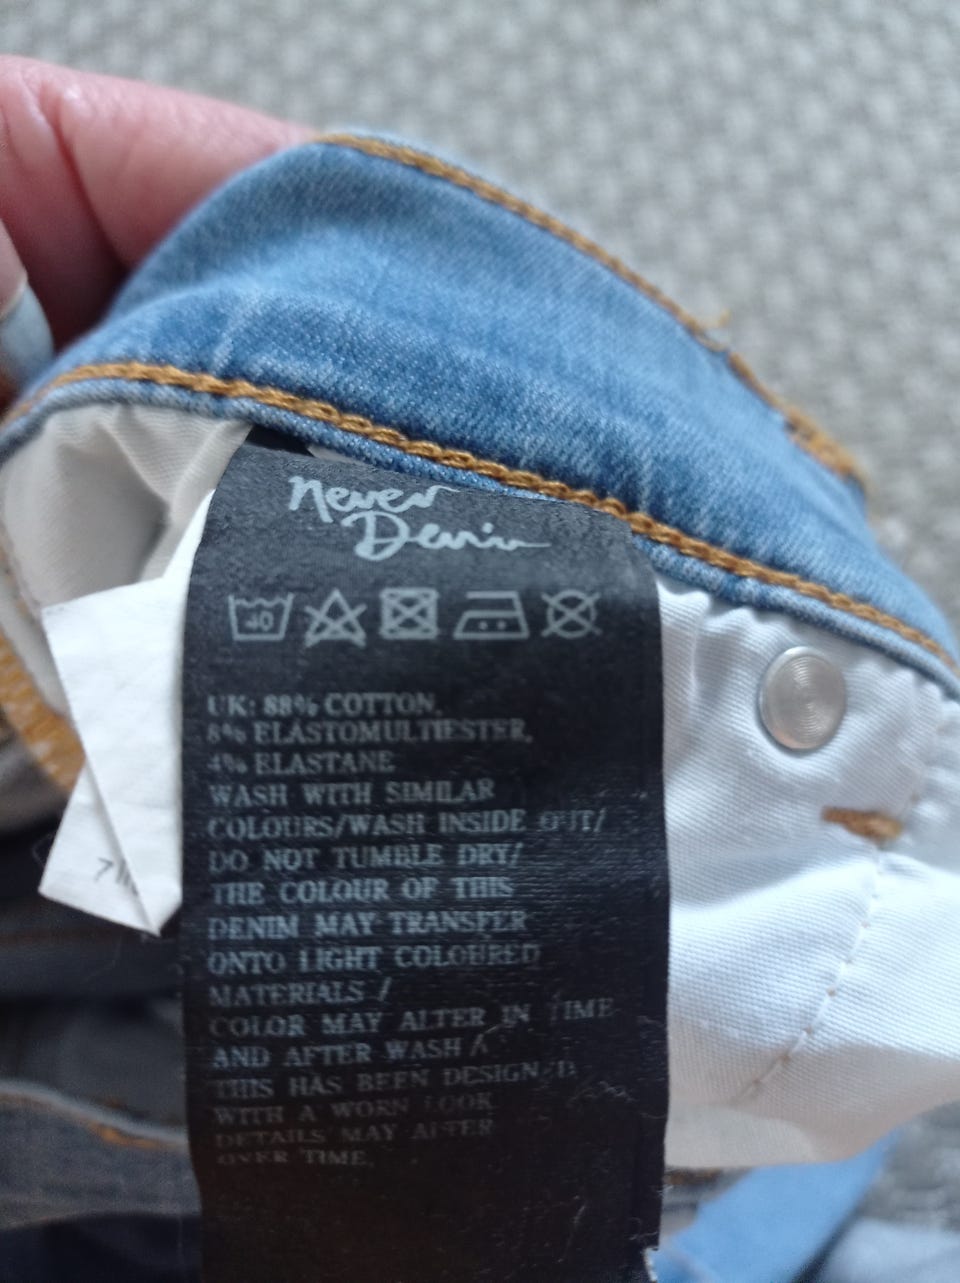 Never
Denim
40
UK: 88% COTTON,
8% ELASTOMULTIESTER,
4% ELASTANE
WASH WITH SIMILAR
COLOURS/WASH INSIDE OUT/
DO NOT TUMBLE DRY/
THE COLOUR OF THIS
DENIM MAY TRANSFER
ONTO LIGHT COLOURED
MATERIALS /
COLOR MAY ALTER IN TIME
AND AFTER WASH /
THIS HAS BEEN DESIGNED
WITH A WORN LOOK
DETAILS MAY ALTER
OVER TIME.